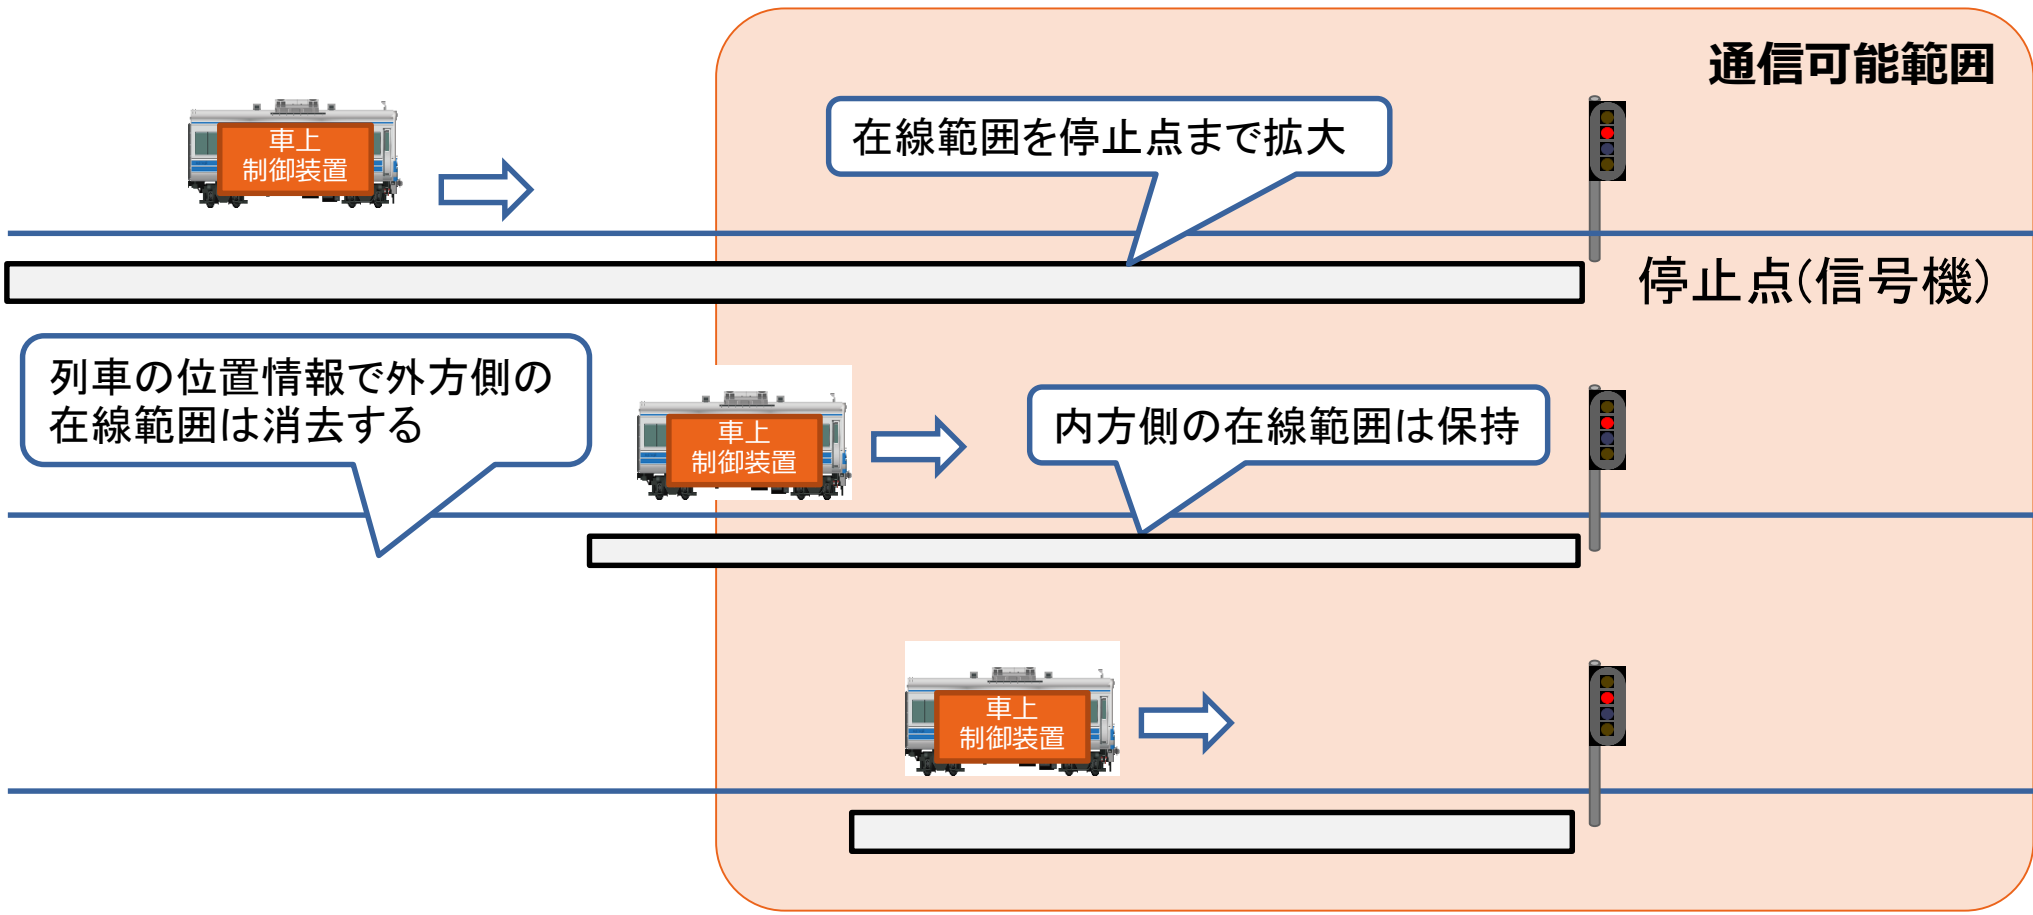 通信可能範囲
在線範囲を停止点まで拡大
車上
制御装置
停止点(信号機)
列車の位置情報で外方側の
在線範囲は消去する
車上
制御装置
内方側の在線範囲は保持
車上
制御装置